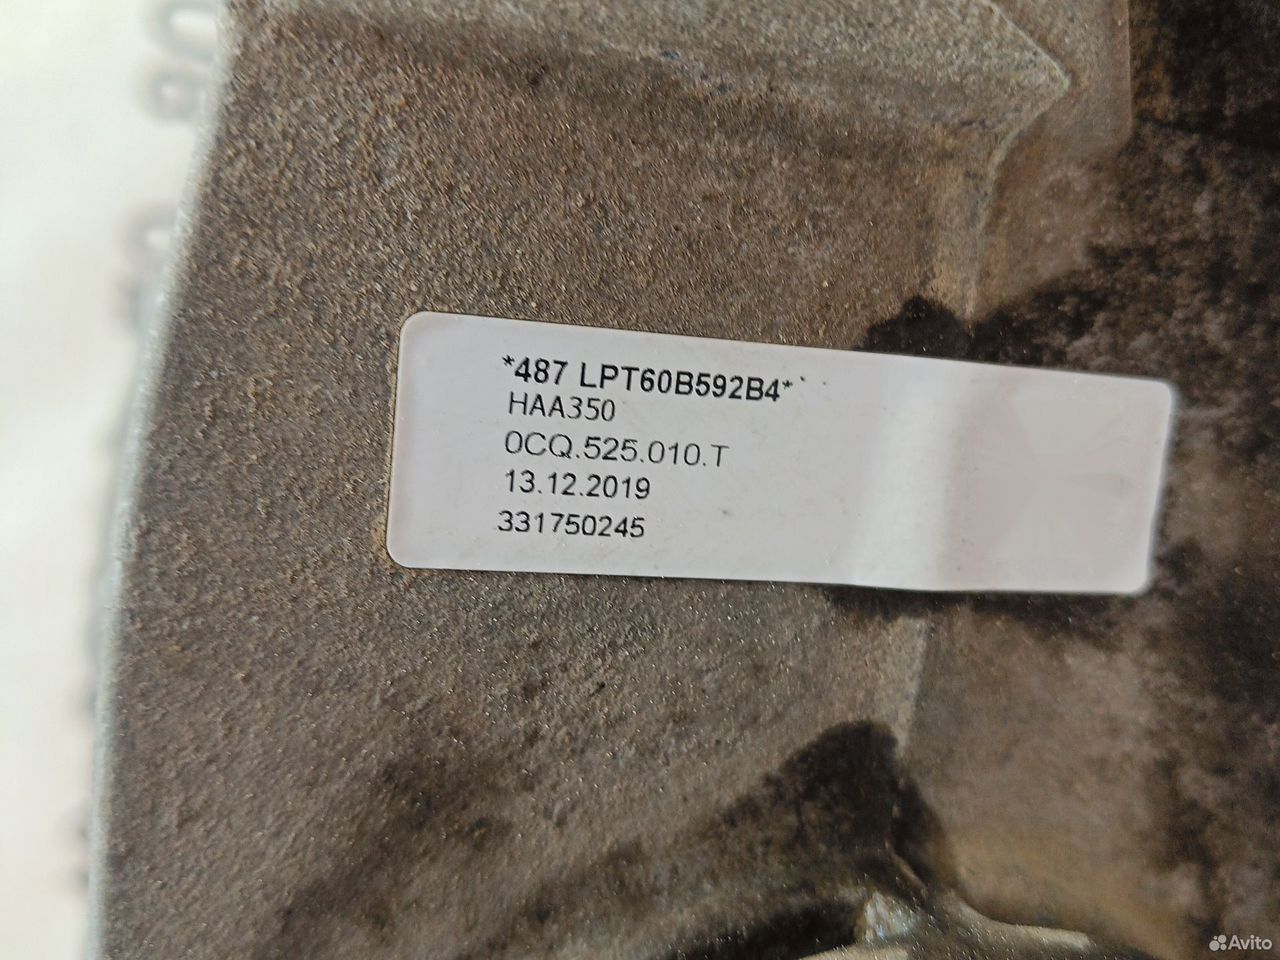 *487 LPT60B592B4*
HAA350
0CQ.525.010.T
13.12.2019
331750245
Avito